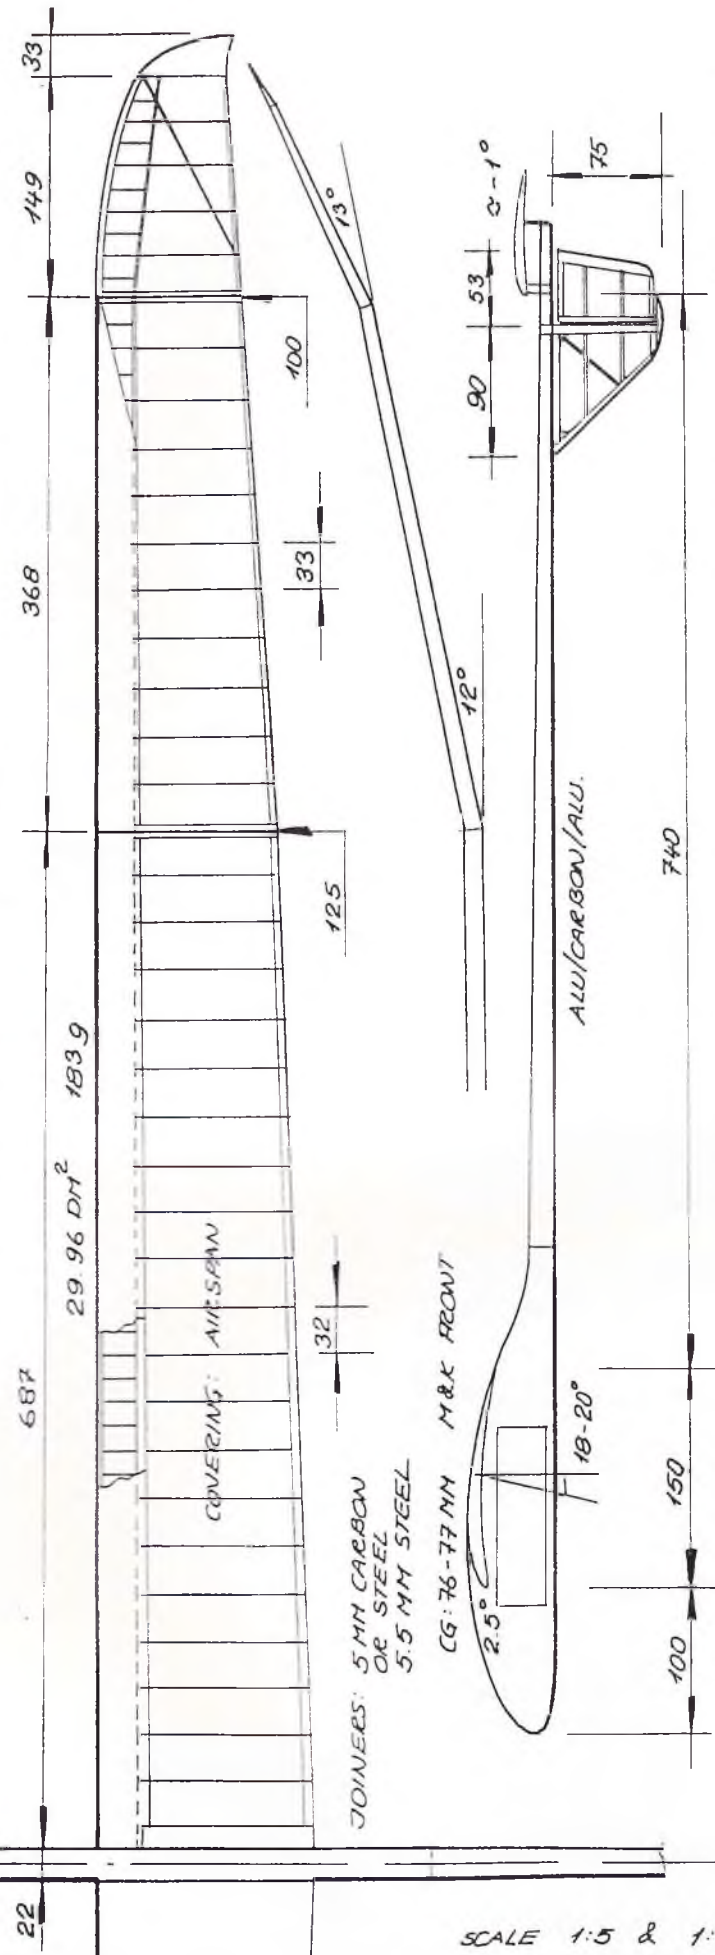 33
149
368
687
22
13°
100
33
12°
125
≈ -1°
75
53
90
740
ALU/CARBON/ALU.
29.96 DM² 183 g
COVERING: AIRSPAN
32
JOINERS: 5 MM CARBON
OR STEEL
5.5 MM STEEL
CG: 76-77 MM M&K FRONT
2.5°
18-20°
150
100
SCALE 1:5 & 1: